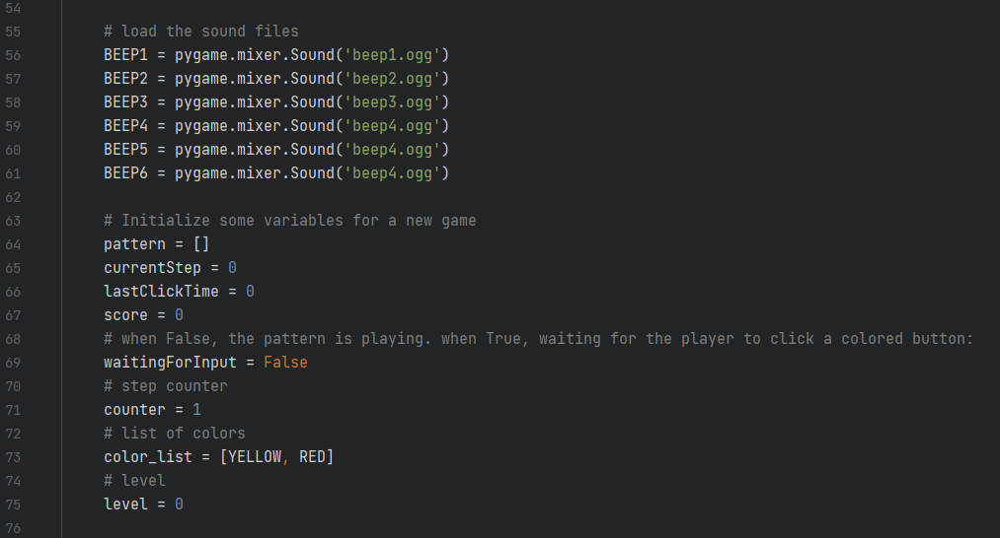 54
55 # load the sound files
56 BEEP1 = pygame.mixer.Sound('beep1.ogg')
57 BEEP2 = pygame.mixer.Sound('beep2.ogg')
58 BEEP3 = pygame.mixer.Sound('beep3.ogg')
59 BEEP4 = pygame.mixer.Sound('beep4.ogg')
60 BEEP5 = pygame.mixer.Sound('beep4.ogg')
61 BEEP6 = pygame.mixer.Sound('beep4.ogg')
62
63 # Initialize some variables for a new game
64 pattern = []
65 currentStep = 0
66 lastClickTime = 0
67 score = 0
68 # when False, the pattern is playing. when True, waiting for the player to click a colored button:
69 waitingForInput = False
70 # step counter
71 counter = 1
72 # list of colors
73 color_list = [YELLOW, RED]
74 # level
75 level = 0
76